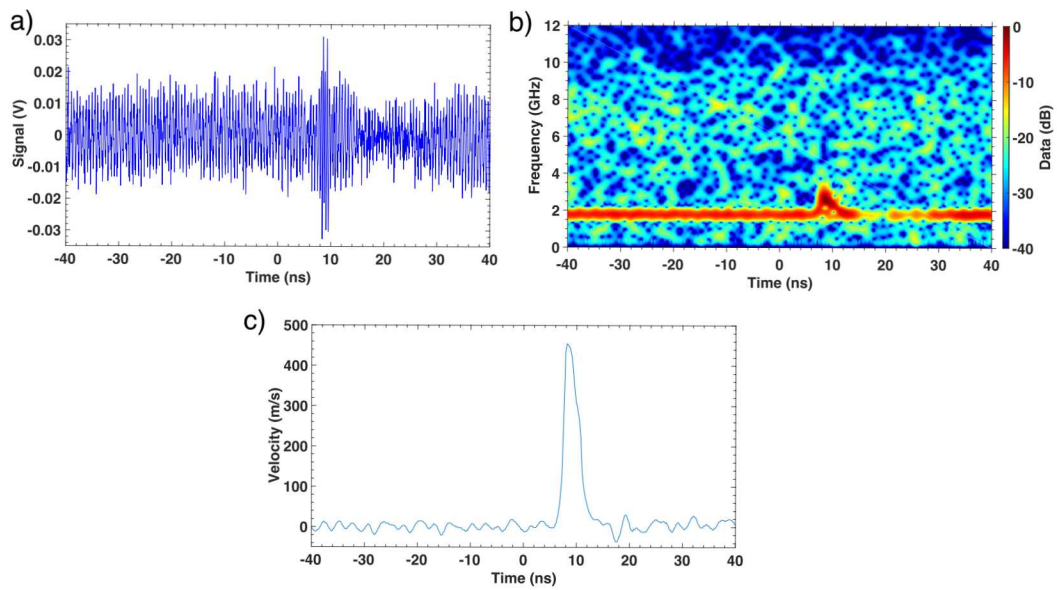 a)
0.03
0.02
0.01
0
-0.01
-0.02
-0.03
Signal (V)
-40 -30 -20 -10 0 10 20 30 40
Time (ns)
b)
12
10
8
6
4
2
0
Frequency (GHz)
-40 -30 -20 -10 0 10 20 30 40
Time (ns)
0
-10
-20
-30
-40
Data (dB)
c)
500
400
300
200
100
0
Velocity (m/s)
-40 -30 -20 -10 0 10 20 30 40
Time (ns)